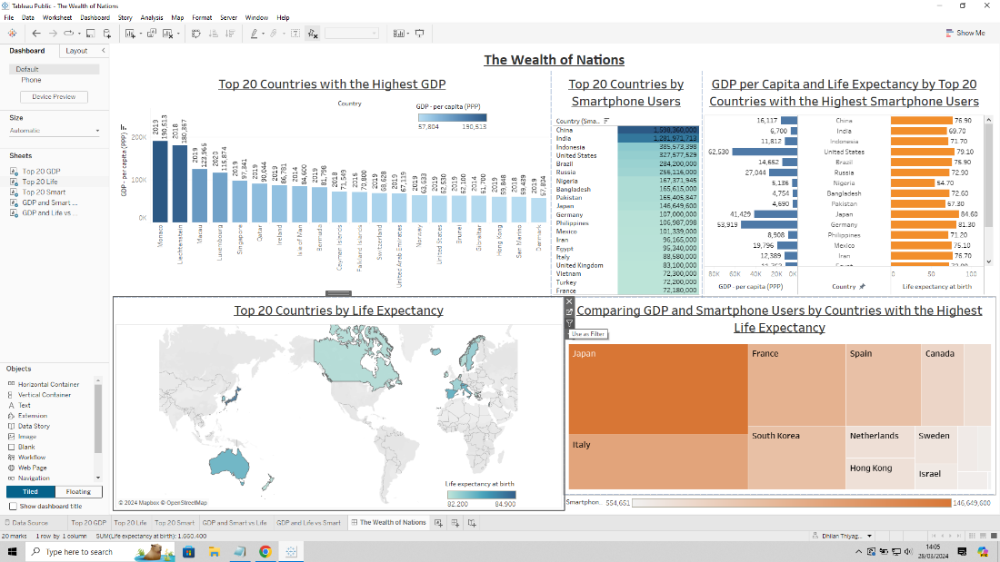 Tableau Public - The Wealth of Nations
File Data Worksheet Dashboard Story Analysis Map Format Server Window Help
Show Me
Dashboard Layout
Default
Phone
Device Preview
Size
Automatic
Sheets
Top 20 GDP
Top 20 Life
Top 20 Smart
GDP and Smart ...
GDP and Life vs ...
Objects
Horizontal Container
Vertical Container
A Text
Extension
Data Story
Image
Blank
Workflow
Web Page
Navigation
Tiled Floating
Show dashboard title
The Wealth of Nations
Top 20 Countries with the Highest GDP
Country
GDP - per capita (PPP)
57,804 190,513
GDP - per capita (PPP)
200K
100K
0K
2019 190,513
2018 180,367
2019 123,965
2020 115,874
2019 97,341
2019 90,044
2019 86,781
2014 84,600
2019 81,798
2018 71,549
2015 70,800
2019 68,628
2019 67,119
2019 63,633
2019 62,530
2019 62,100
2014 61,700
2019 59,848
2018 59,439
2019 57,804
Monaco
Liechtenstein
Macau
Luxembourg
Singapore
Qatar
Ireland
Isle of Man
Bermuda
Cayman Islands
Falkland Islands
Switzerland
United Arab Emirates
Norway
United States
Brunei
Gibraltar
Hong Kong
San Marino
Denmark
Top 20 Countries by
Smartphone Users
Country (Sma..
China 1,598,360,000
India 1,281,971,713
Indonesia 385,573,398
United States 327,577,529
Brazil 284,200,000
Russia 256,116,000
Nigeria 167,371,945
Bangladesh 165,615,000
Pakistan 165,405,847
Japan 146,649,600
Germany 107,000,000
Philippines 106,987,098
Mexico 101,339,000
Iran 96,165,000
Egypt 95,340,000
Italy 88,580,000
United Kingdom 83,100,000
Vietnam 72,300,000
Turkey 72,200,000
France 72,180,000
GDP per Capita and Life Expectancy by Top 20
Countries with the Highest Smartphone Users
16,117 China 76.90
6,700 India 69.70
11,812 Indonesia 71.70
62,530 United States 79.10
14,652 Brazil 75.90
27,044 Russia 72.90
5,136 Nigeria 54.70
4,754 Bangladesh 72.60
4,690 Pakistan 67.30
41,429 Japan 84.60
53,919 Germany 81.30
8,908 Philippines 71.20
19,796 Mexico 75.10
12,389 Iran 76.70
80K 60K 40K 20K 0K 0 50 100
GDP - per capita (PPP) Country Life expectancy at birth
Top 20 Countries by Life Expectancy
Life expectancy at birth
82.200 84.900
© 2024 Mapbox © OpenStreetMap
Use as Filter
Comparing GDP and Smartphone Users by Countries with the Highest
Life Expectancy
Japan France Spain Canada
Italy South Korea Netherlands Sweden
Hong Kong Israel
Smartphon.. 554,651 146,649,600
Data Source Top 20 GDP Top 20 Life Top 20 Smart GDP and Smart vs Life GDP and Life vs Smart The Wealth of Nations
20 marks 1 row by 1 column SUM(Life expectancy at birth): 1,660.400
Dhilan Thiyag...
Type here to search
14:05
28/03/2024